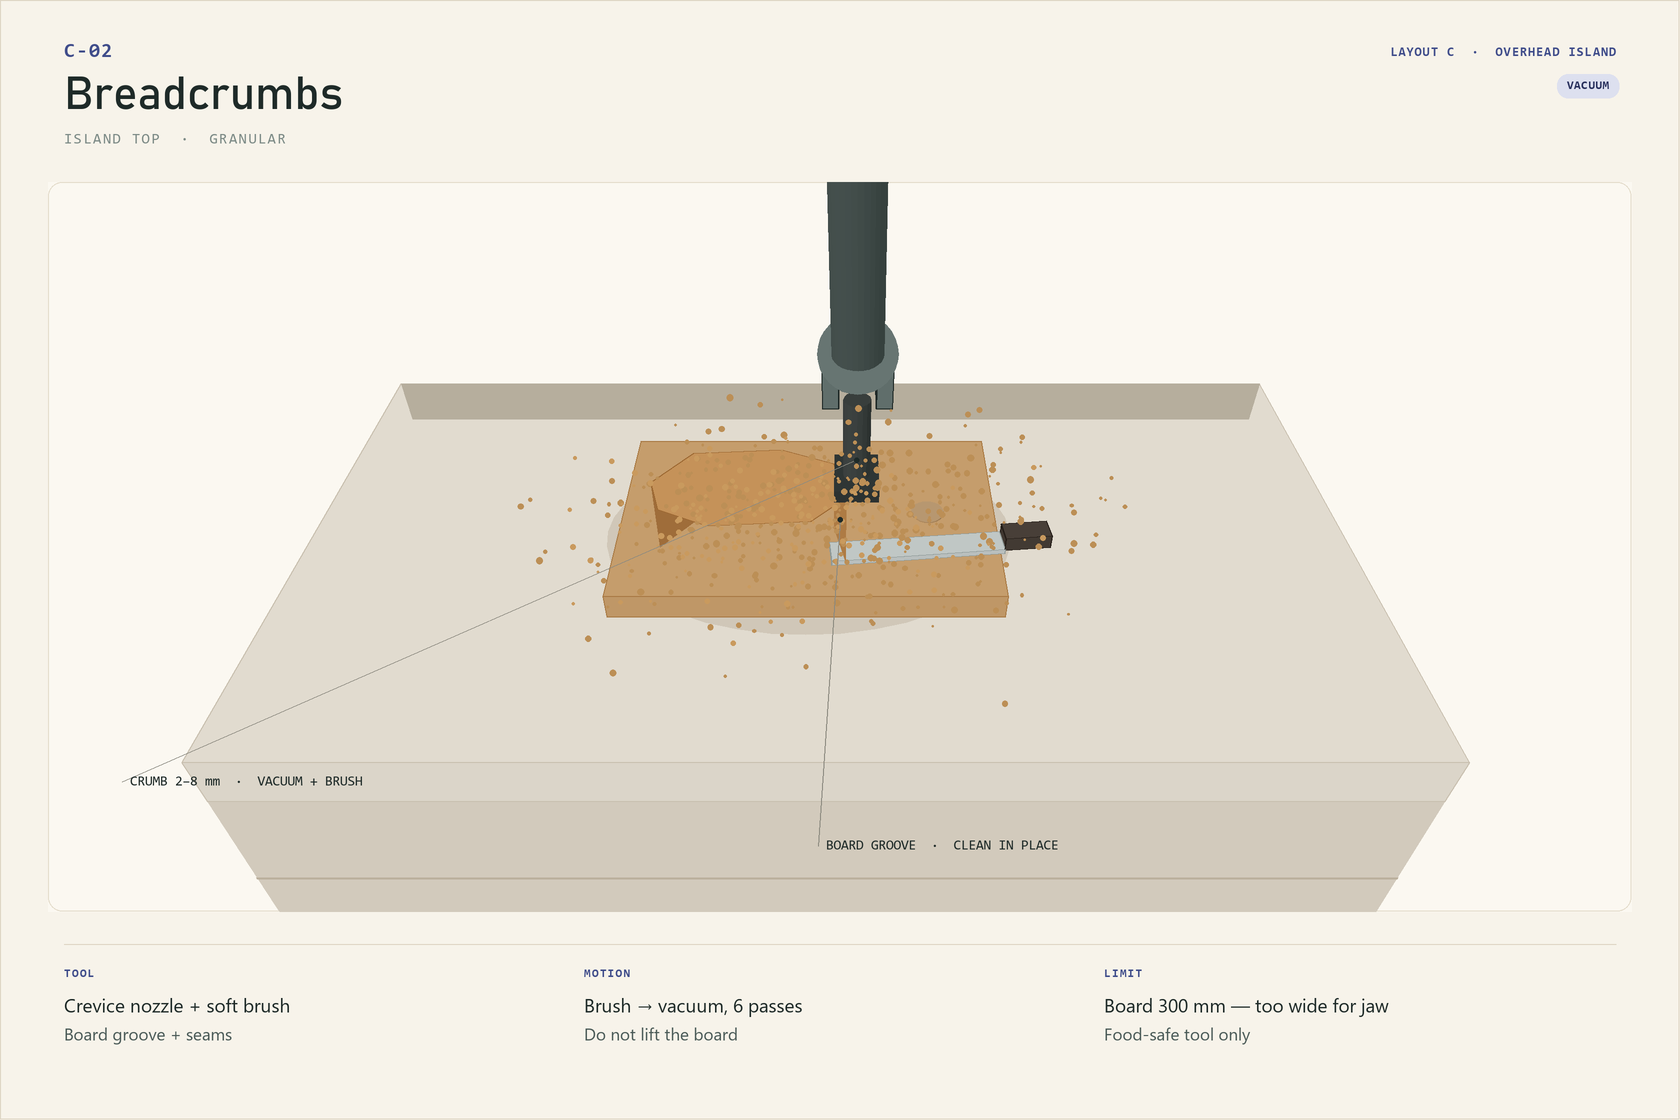 C-02
Breadcrumbs
ISLAND TOP · GRANULAR
LAYOUT C · OVERHEAD ISLAND
VACUUM
CRUMB 2–8 mm · VACUUM + BRUSH
BOARD GROOVE · CLEAN IN PLACE
TOOL
Crevice nozzle + soft brush
Board groove + seams
MOTION
Brush → vacuum, 6 passes
Do not lift the board
LIMIT
Board 300 mm — too wide for jaw
Food-safe tool only